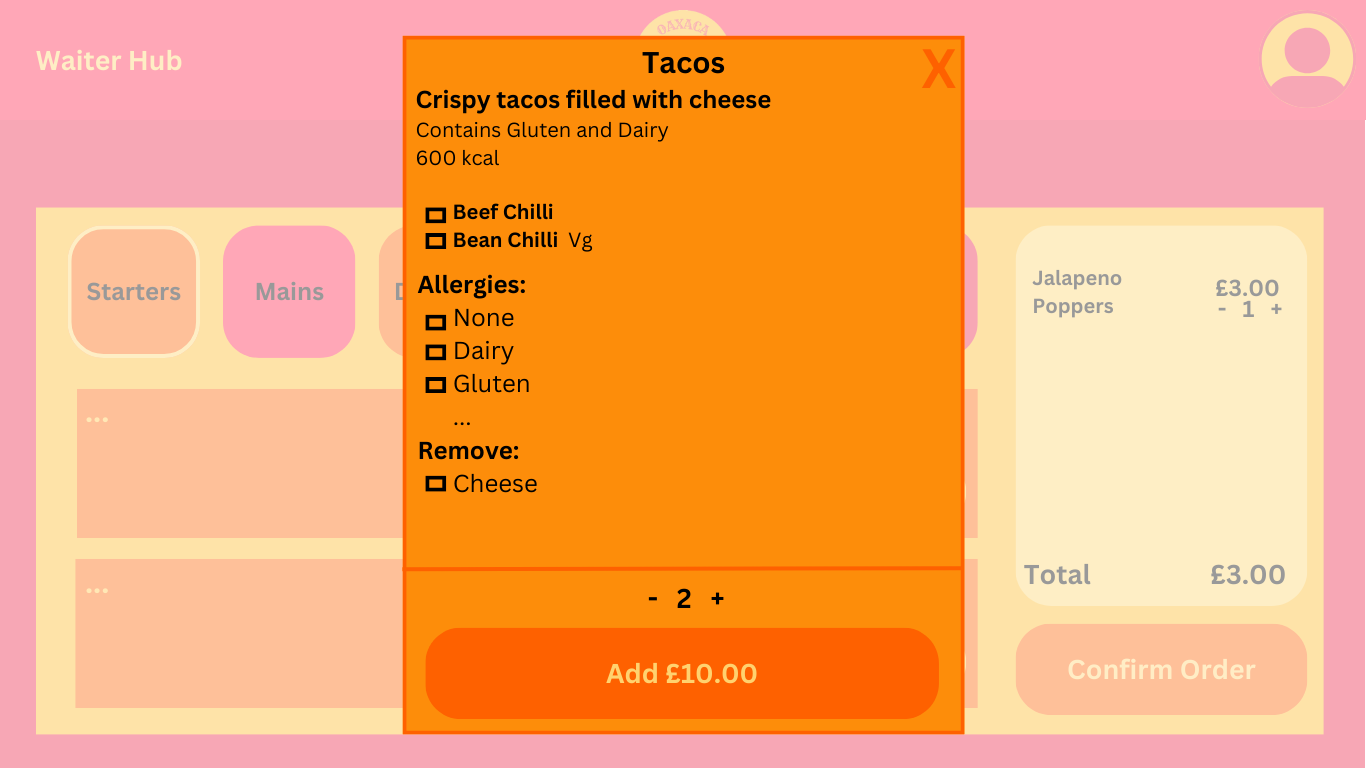 OAXACA
Waiter Hub
Tacos
X
Crispy tacos filled with cheese
Contains Gluten and Dairy
600 kcal
Beef Chilli
Bean Chilli Vg
Allergies:
None
Dairy
Gluten
...
Remove:
Cheese
- 2 +
Add £10.00
Starters
Mains
D
...
...
Jalapeno
Poppers
£3.00
- 1 +
Total £3.00
Confirm Order